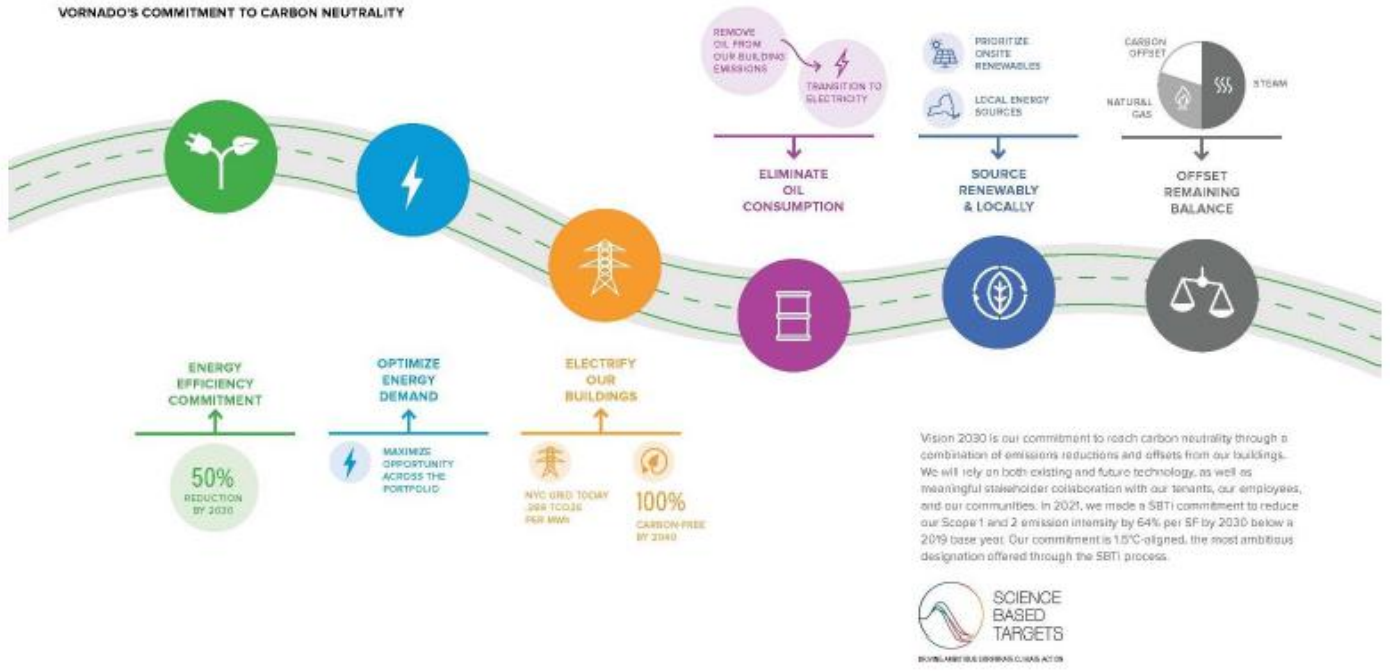 VORNADO'S COMMITMENT TO CARBON NEUTRALITY
REMOVE
OIL FROM
OUR BUILDING
EMISSIONS
TRANSITION TO
ELECTRICITY
ELIMINATE
OIL
CONSUMPTION
PRIORITIZE
ONSITE
RENEWABLES
LOCAL ENERGY
SOURCES
SOURCE
RENEWABLY
& LOCALLY
CARBON
OFFSET
NATURAL
GAS
STEAM
OFFSET
REMAINING
BALANCE
ENERGY
EFFICIENCY
COMMITMENT
50%
REDUCTION
BY 2030
OPTIMIZE
ENERGY
DEMAND
MAXIMIZE
OPPORTUNITY
ACROSS THE
PORTFOLIO
ELECTRIFY
OUR
BUILDINGS
NYC GRID TODAY
PER MWh
100%
CARBON-FREE
BY 2040
Vision 2030 is our commitment to reach carbon neutrality through a
combination of emissions reductions and offsets from our buildings.
We will rely on both existing and future technology, as well as
meaningful stakeholder collaboration with our tenants, our employees,
and our communities. In 2021, we made a SBTi commitment to reduce
our Scope 1 and 2 emission intensity by 64% per SF by 2030 below a
2019 base year. Our commitment is 1.5°C-aligned, the most ambitious
designation offered through the SBTi process.
SCIENCE
BASED
TARGETS
DRIVING AMBITIOUS CORPORATE CLIMATE ACTION